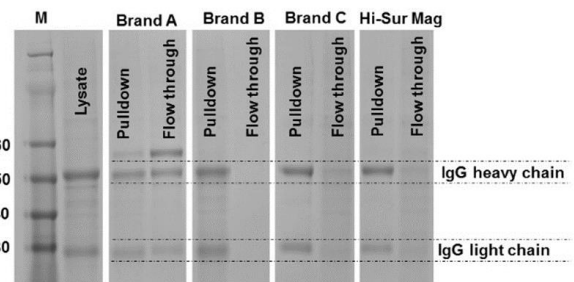 M Brand A Brand B Brand C Hi-Sur Mag
Lysate
Pulldown
Flow through
Pulldown
Flow through
Pulldown
Flow through
Pulldown
Flow through
IgG heavy chain
IgG light chain